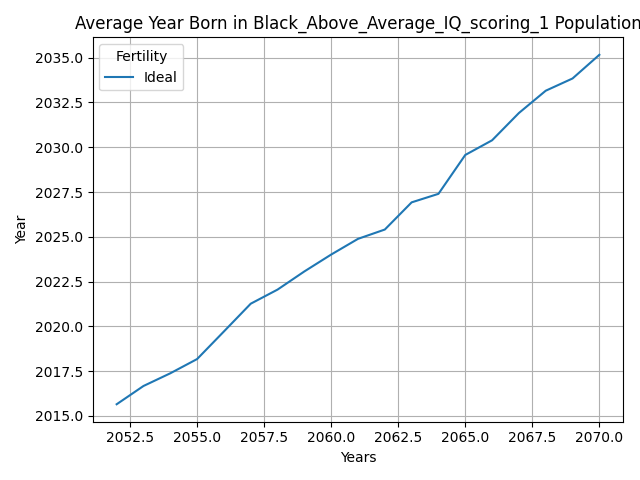 Average Year Born in Black_Above_Average_IQ_scoring_1 Population
Fertility
Ideal
2035.0
2032.5
2030.0
2027.5
2025.0
2022.5
2020.0
2017.5
2015.0
Year
2052.5 2055.0 2057.5 2060.0 2062.5 2065.0 2067.5 2070.0
Years